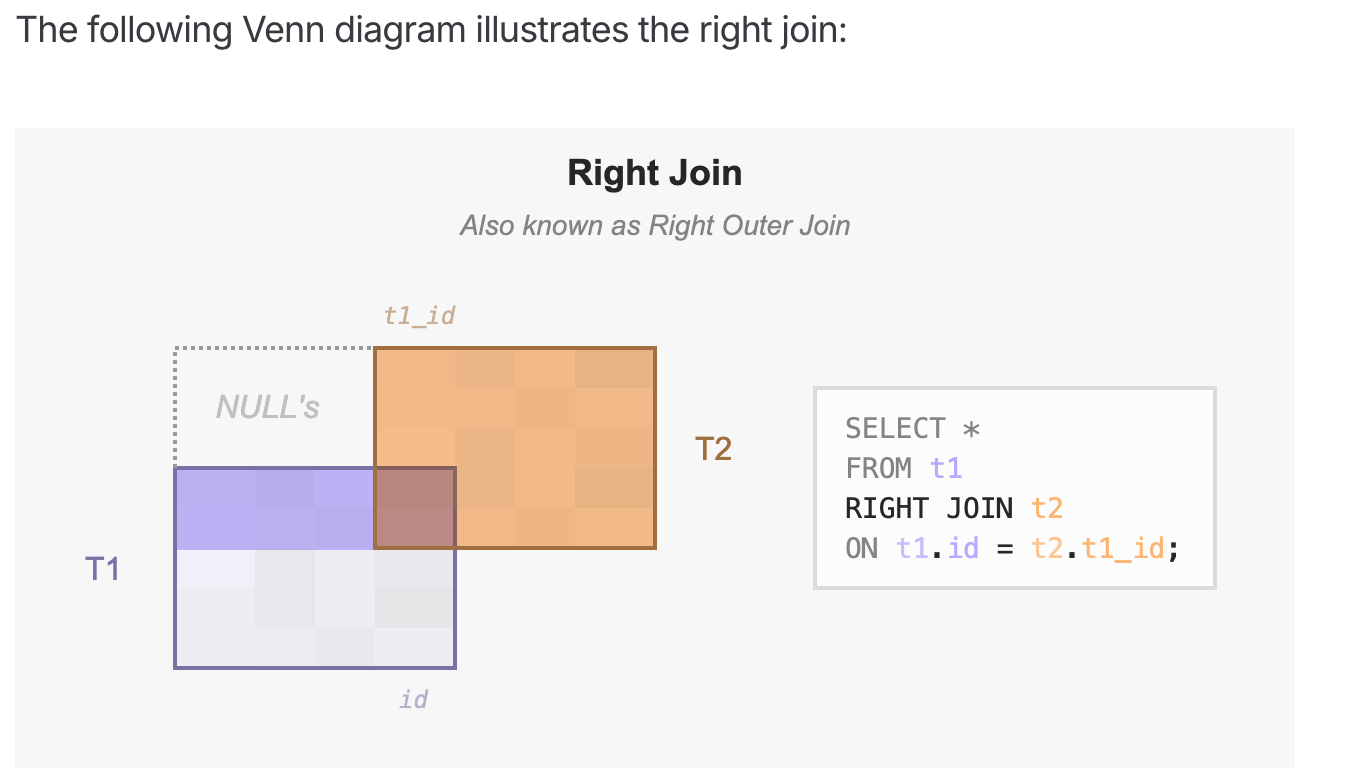 The following Venn diagram illustrates the right join:
Right Join
Also known as Right Outer Join
t1_id
NULL's
T2
T1
id
SELECT *
FROM t1
RIGHT JOIN t2
ON t1.id = t2.t1_id;